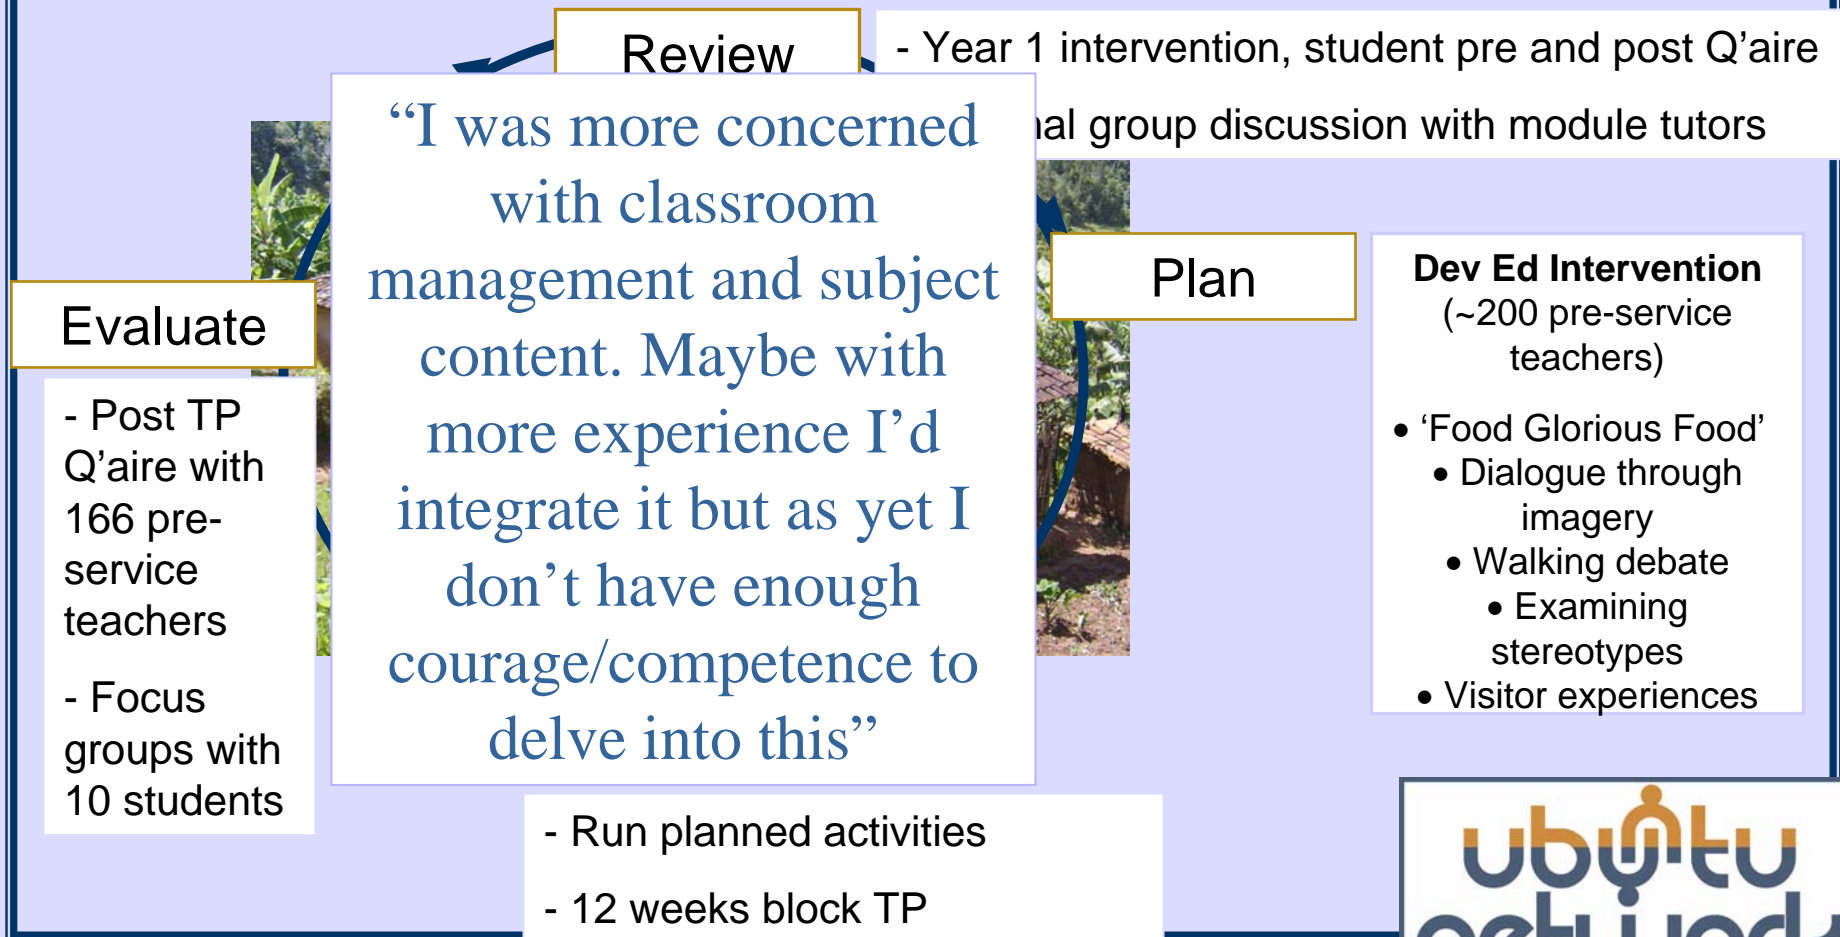 Review
- Year 1 intervention, student pre and post Q’aire
group discussion with module tutors
“I was more concerned
with classroom
management and subject
content. Maybe with
more experience I’d
integrate it but as yet I
don’t have enough
courage/competence to
delve into this”
Plan
Dev Ed Intervention
(~200 pre-service
teachers)
• ‘Food Glorious Food’
• Dialogue through
imagery
• Walking debate
• Examining
stereotypes
• Visitor experiences
Evaluate
- Post TP
Q’aire with
166 pre-
service
teachers
- Focus
groups with
10 students
- Run planned activities
- 12 weeks block TP
ubuntu
network